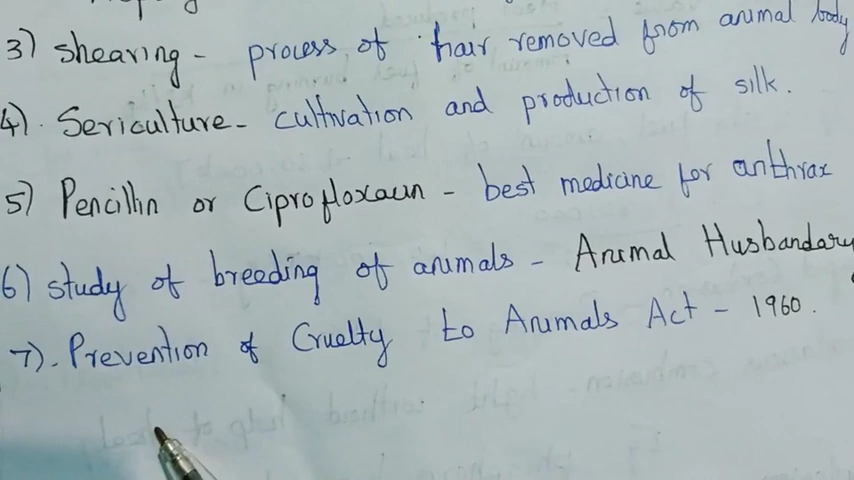 3) Shearing - process of hair removed from animal body
4). Sericulture - cultivation and production of silk.
5) Pencillin or Ciprofloxacin - best medicine for anthrax
6) study of breeding of animals - Animal Husbandary
7). Prevention of Cruelty to Animals Act - 1960.